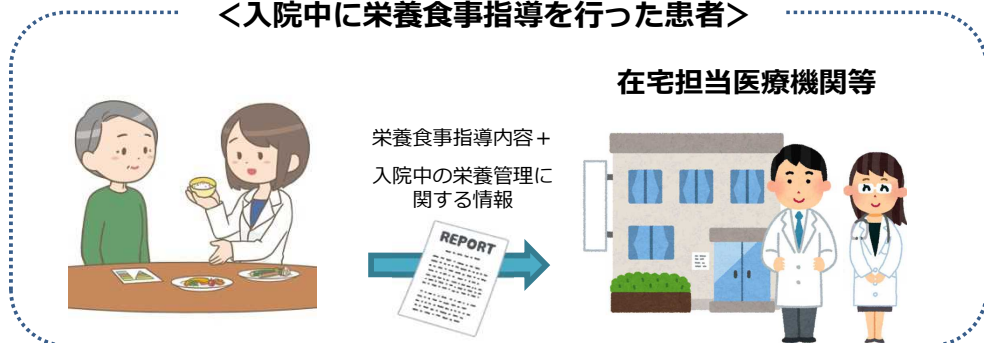 ＜入院中に栄養食事指導を行った患者＞
在宅担当医療機関等
栄養食事指導内容＋
入院中の栄養管理に
関する情報
REPORT